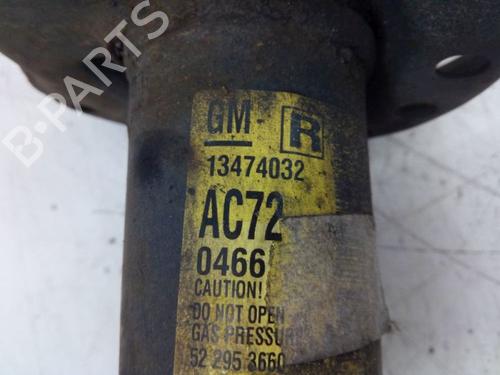 B-PARTS
GM
R
13474032
AC72
0466
CAUTION!
DO NOT OPEN
GAS PRESSUR
52 295 3660